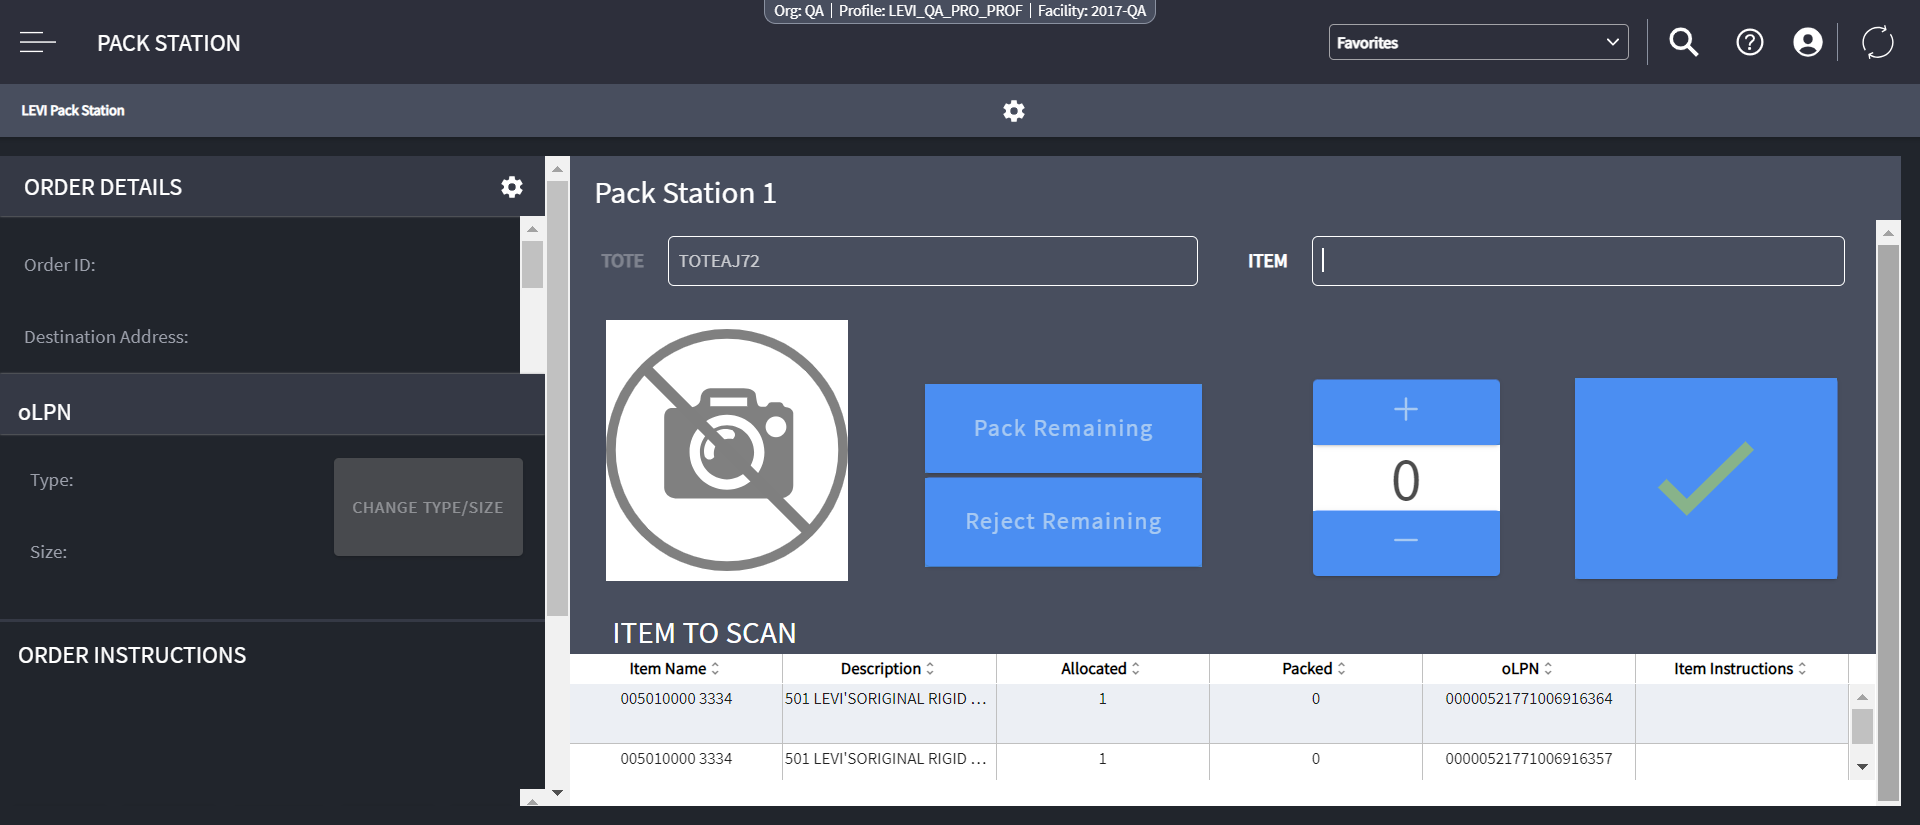 Org: QA | Profile: LEVI_QA_PRO_PROF | Facility: 2017-QA
PACK STATION
Favorites
LEVI Pack Station
ORDER DETAILS
Order ID:
Destination Address:
oLPN
Type:
CHANGE TYPE/SIZE
Size:
ORDER INSTRUCTIONS
Pack Station 1
TOTE TOTEAJ72 ITEM
Pack Remaining
Reject Remaining
+
0
−
ITEM TO SCAN
Item Name Description Allocated Packed oLPN Item Instructions
005010000 3334 501 LEVI'SORIGINAL RIGID ... 1 0 00000521771006916364
005010000 3334 501 LEVI'SORIGINAL RIGID ... 1 0 00000521771006916357